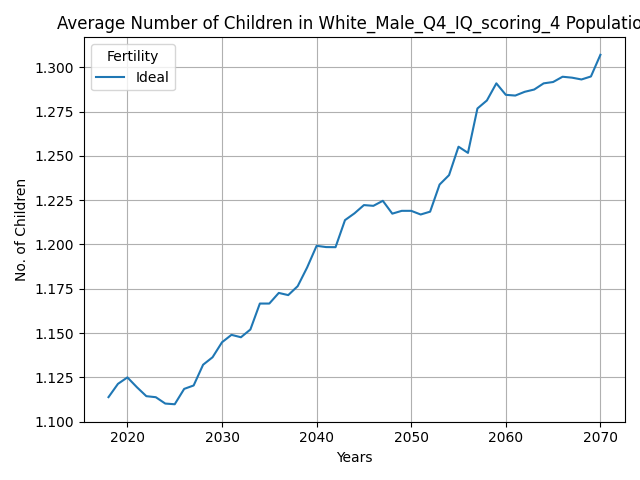 Average Number of Children in White_Male_Q4_IQ_scoring_4 Populatio
Fertility
Ideal
No. of Children
1.300
1.275
1.250
1.225
1.200
1.175
1.150
1.125
1.100
2020 2030 2040 2050 2060 2070
Years